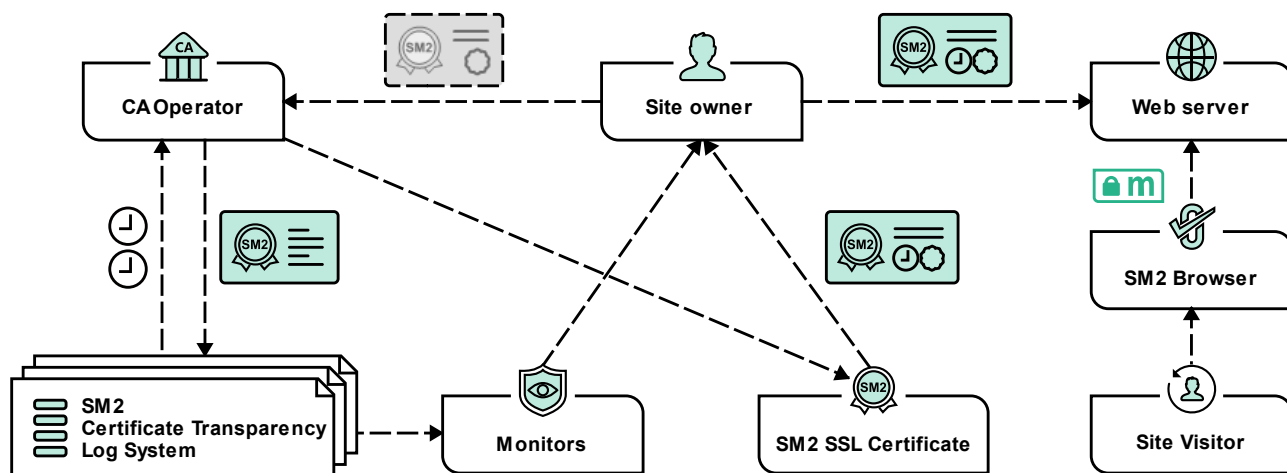 CA
SM2
SM2
CA Operator
Site owner
Web server
m
SM2
SM2
SM2 Browser
SM2
Certificate Transparency
Log System
Monitors
SM2
SM2 SSL Certificate
Site Visitor